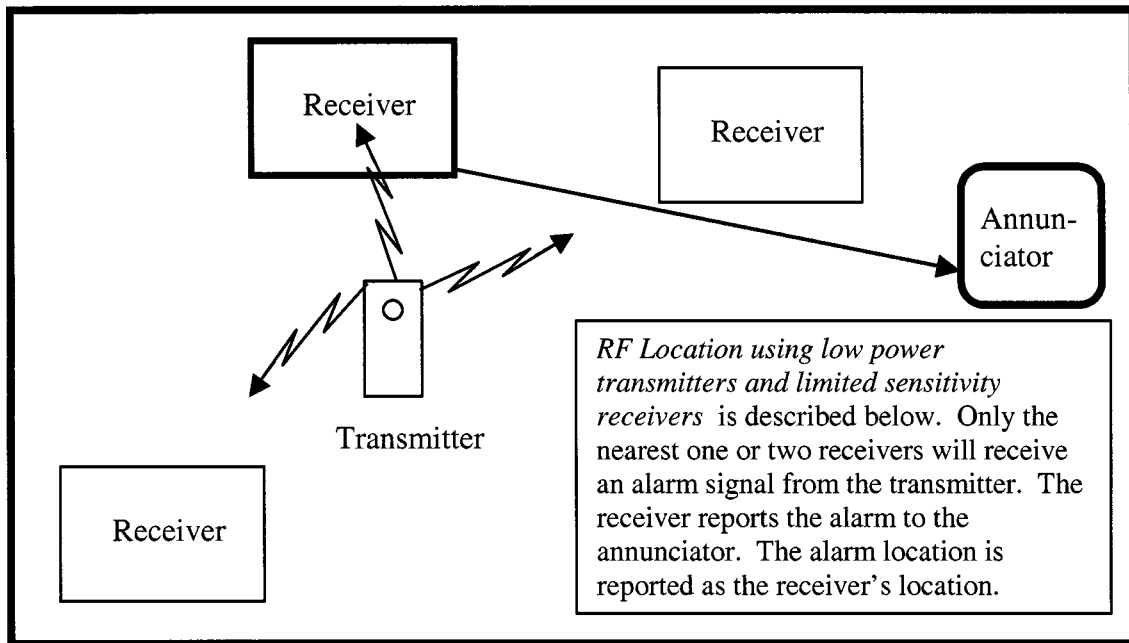 Receiver
Receiver
Annun-
ciator
Transmitter
Receiver
RF Location using low power
transmitters and limited sensitivity
receivers is described below. Only the
nearest one or two receivers will receive
an alarm signal from the transmitter. The
receiver reports the alarm to the
annunciator. The alarm location is
reported as the receiver's location.